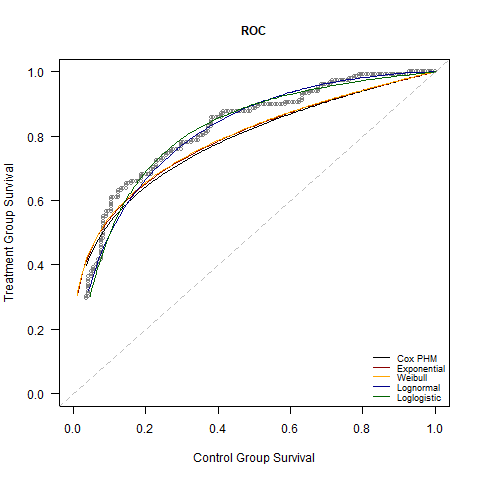 ROC
Treatment Group Survival
1.0
0.8
0.6
0.4
0.2
0.0
Cox PHM
Exponential
Weibull
Lognormal
Loglogistic
0.0 0.2 0.4 0.6 0.8 1.0
Control Group Survival